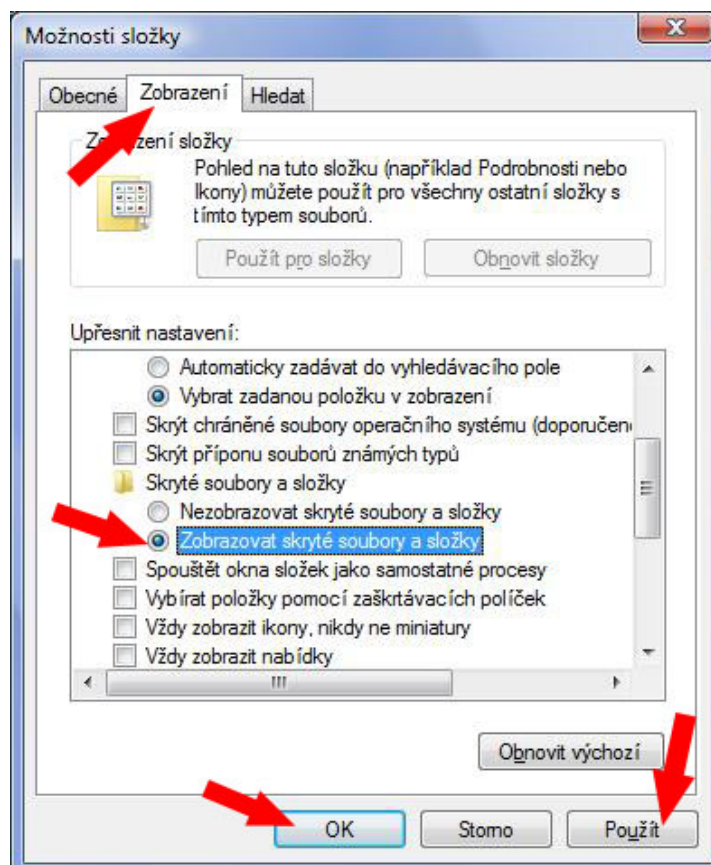 Možnosti složky
Obecné Zobrazení Hledat
složky
Pohled na tuto složku (například Podrobnosti nebo
Ikony) můžete použít pro všechny ostatní složky s
tímto typem souborů.
Použít pro složky Obnovit složky
Upřesnit nastavení:
Automaticky zadávat do vyhledávacího pole
Vybrat zadanou položku v zobrazení
Skrýt chráněné soubory operačního systému (doporučen
Skrýt příponu souborů známých typů
Skryté soubory a složky
Nezobrazovat skryté soubory a složky
Zobrazovat skryté soubory a složky
Spouštět okna složek jako samostatné procesy
Vybírat položky pomocí zaškrtávacích políček
Vždy zobrazit ikony, nikdy ne miniatury
Vždy zobrazit nabídky
Obnovit výchozí
OK Storno Použít